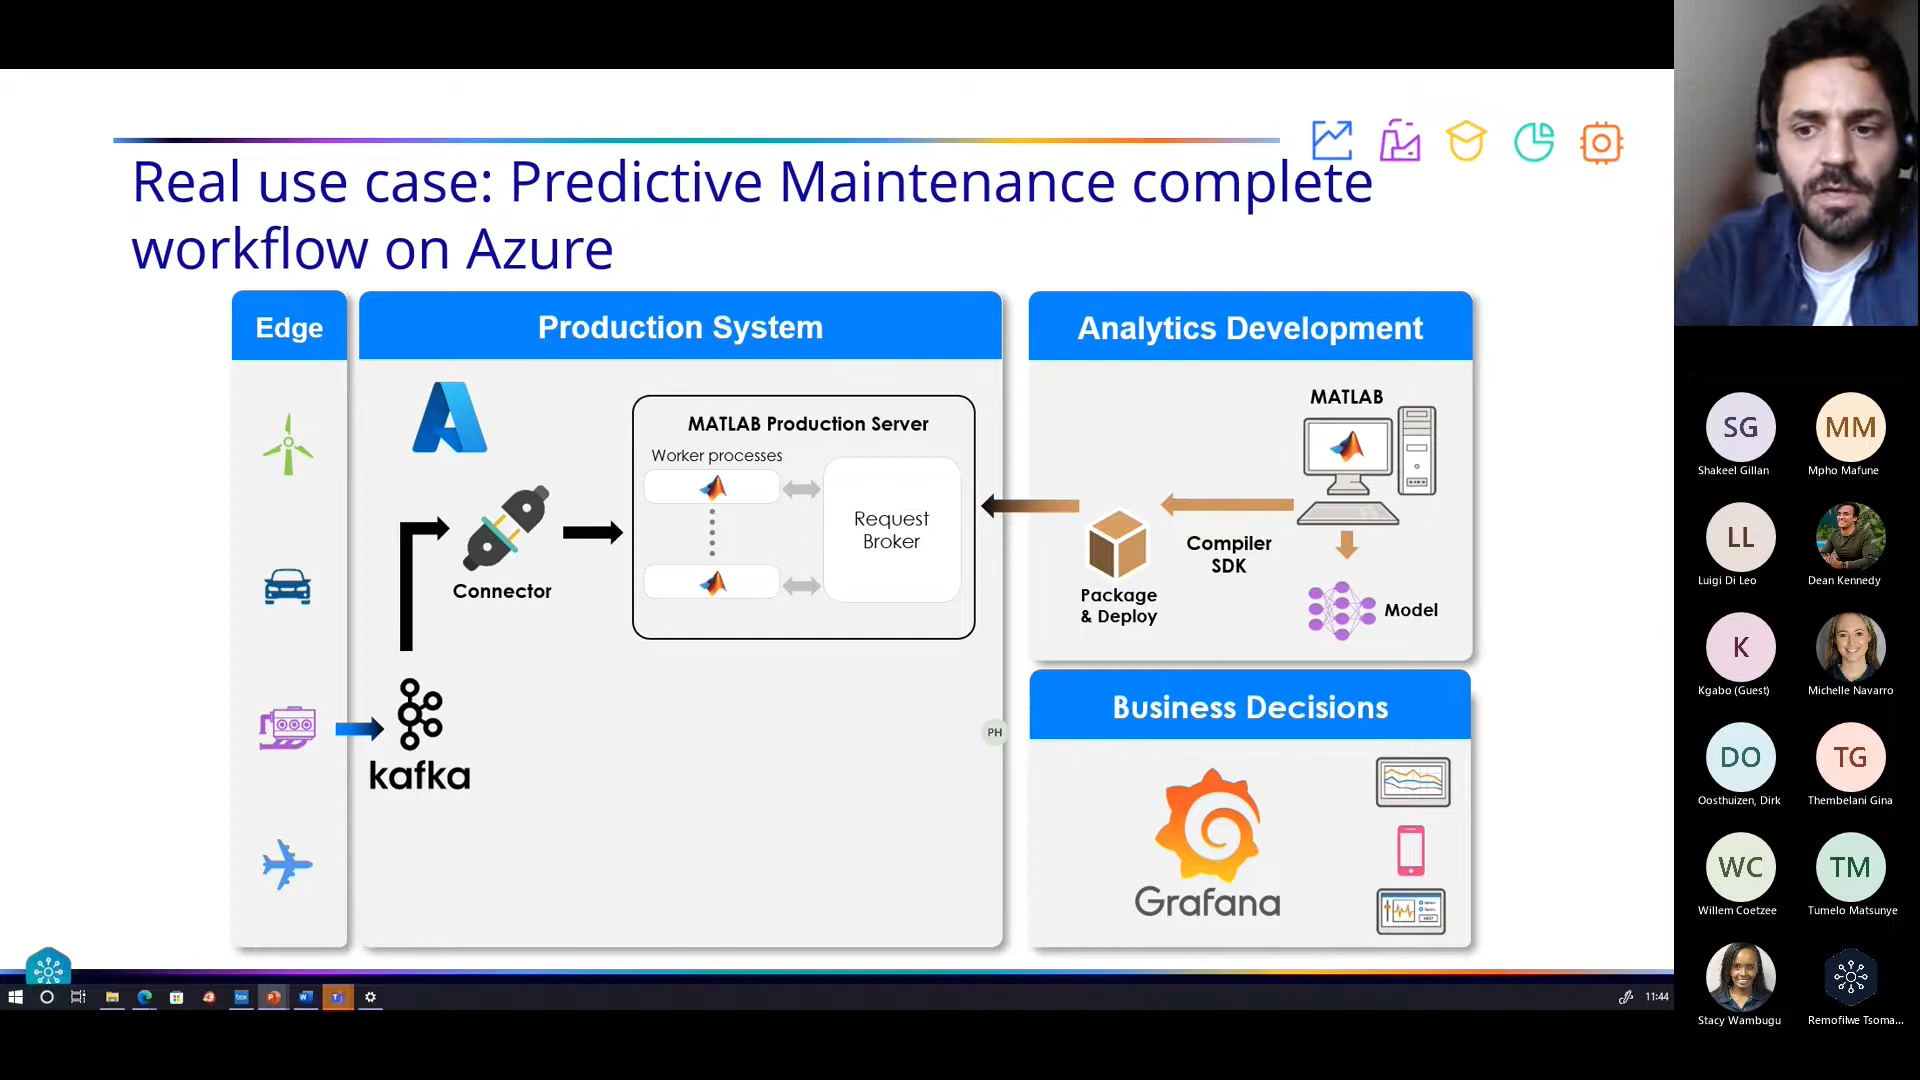 Real use case: Predictive Maintenance complete
workflow on Azure
Edge
Production System
MATLAB Production Server
Worker processes
Request
Broker
Connector
kafka
Analytics Development
MATLAB
Compiler
SDK
Package
& Deploy
Model
Business Decisions
Grafana
PH
11:44
SG
Shakeel Gillan
MM
Mpho Mafune
LL
Luigi Di Leo
Dean Kennedy
K
Kgabo (Guest)
Michelle Navarro
DO
Oosthuizen, Dirk
TG
Thembelani Gina
WC
Willem Coetzee
TM
Tumelo Matsunye
Stacy Wambugu
Remofilwe Tsoma...